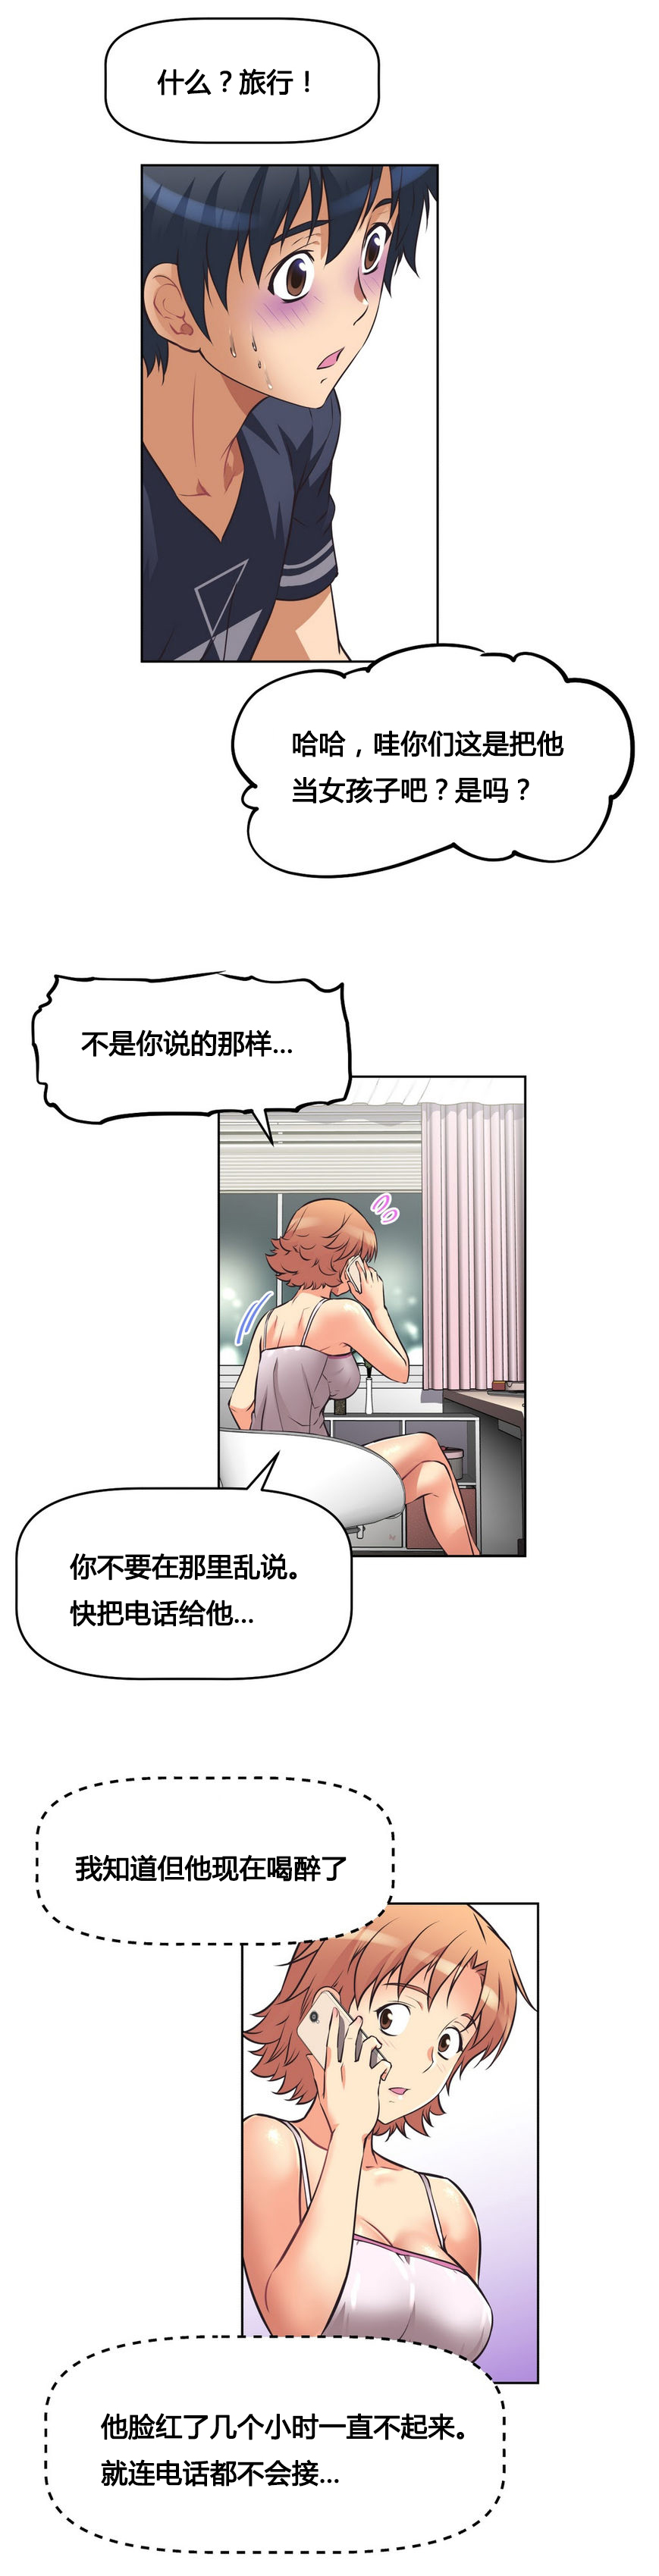 什么？旅行！
哈哈，哇你们这是把他
当女孩子吧？是吗？
不是你说的那样...
你不要在那里乱说。
快把电话给他...
我知道但他现在喝醉了
他脸红了几个小时一直不起来。
就连电话都不会接...